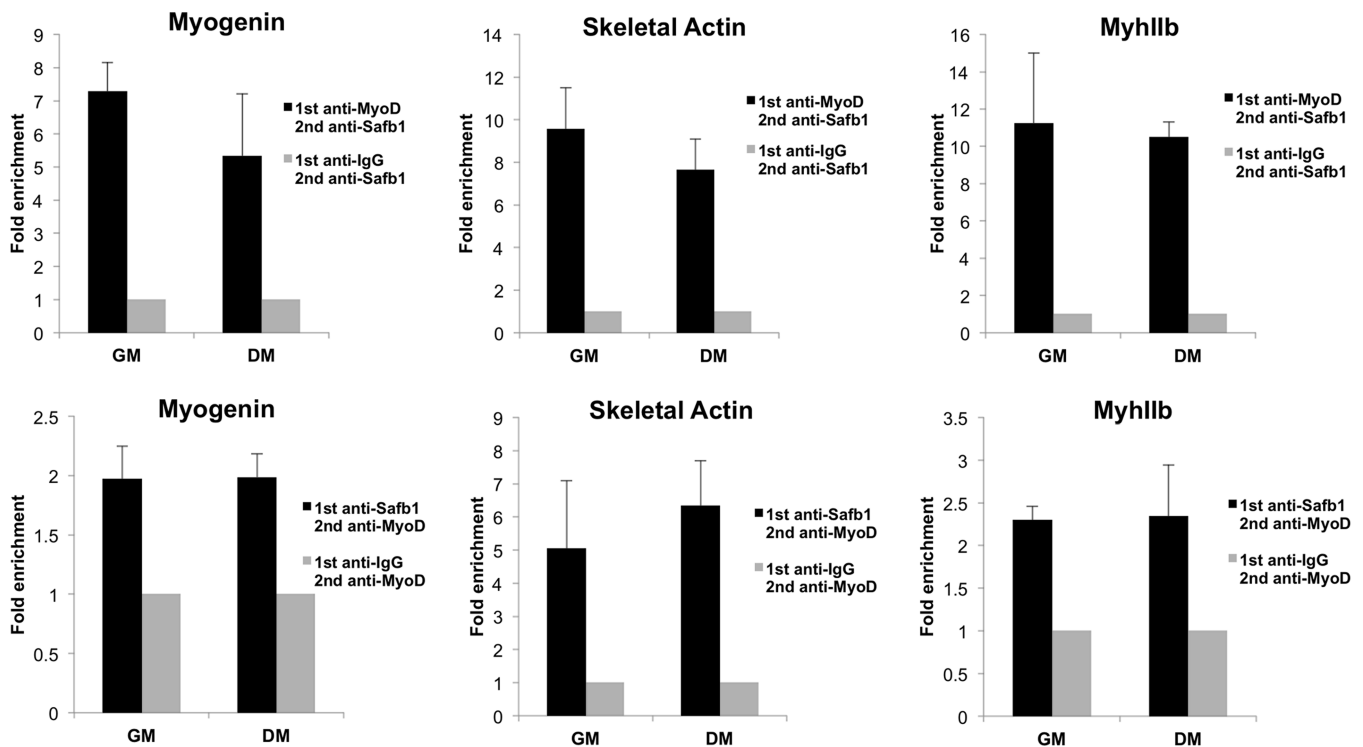 Myogenin
9
8
7
6
5
4
3
2
1
0
Fold enrichment
1st anti-MyoD
2nd anti-Safb1
1st anti-IgG
2nd anti-Safb1
GM DM
Skeletal Actin
14
12
10
8
6
4
2
0
Fold enrichment
1st anti-MyoD
2nd anti-Safb1
1st anti-IgG
2nd anti-Safb1
GM DM
MyhIIb
16
14
12
10
8
6
4
2
0
Fold enrichment
1st anti-MyoD
2nd anti-Safb1
1st anti-IgG
2nd anti-Safb1
GM DM
Myogenin
2.5
2
1.5
1
0.5
0
Fold enrichment
1st anti-Safb1
2nd anti-MyoD
1st anti-IgG
2nd anti-MyoD
GM DM
Skeletal Actin
9
8
7
6
5
4
3
2
1
0
Fold enrichment
1st anti-Safb1
2nd anti-MyoD
1st anti-IgG
2nd anti-MyoD
GM DM
MyhIIb
3.5
3
2.5
2
1.5
1
0.5
0
Fold enrichment
1st anti-Safb1
2nd anti-MyoD
1st anti-IgG
2nd anti-MyoD
GM DM